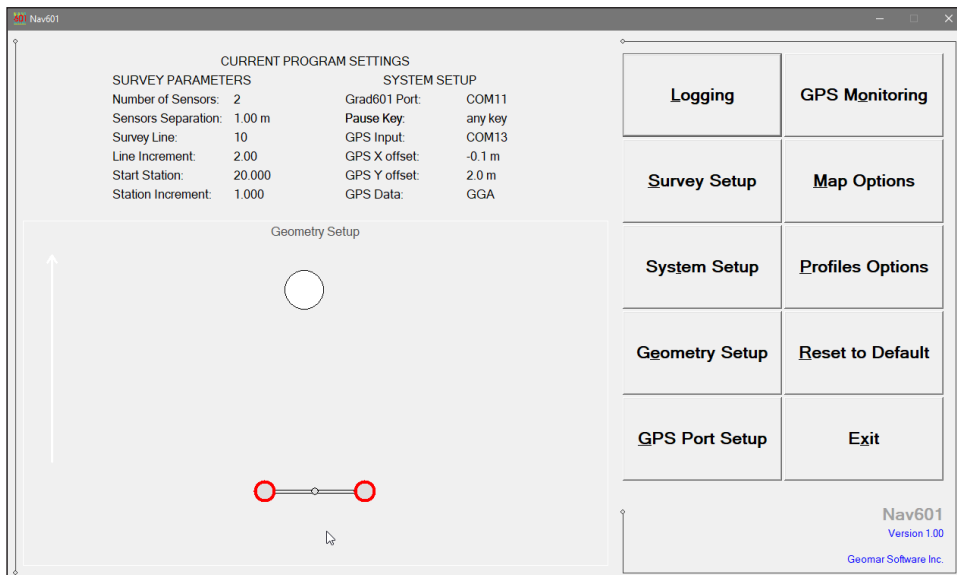 Nav601
CURRENT PROGRAM SETTINGS
SURVEY PARAMETERS
Number of Sensors: 2
Sensors Separation: 1.00 m
Survey Line: 10
Line Increment: 2.00
Start Station: 20.000
Station Increment: 1.000
SYSTEM SETUP
Grad601 Port: COM11
Pause Key: any key
GPS Input: COM13
GPS X offset: -0.1 m
GPS Y offset: 2.0 m
GPS Data: GGA
Geometry Setup
Logging
GPS Monitoring
Survey Setup
Map Options
System Setup
Profiles Options
Geometry Setup
Reset to Default
GPS Port Setup
Exit
Nav601
Version 1.00
Geomar Software Inc.